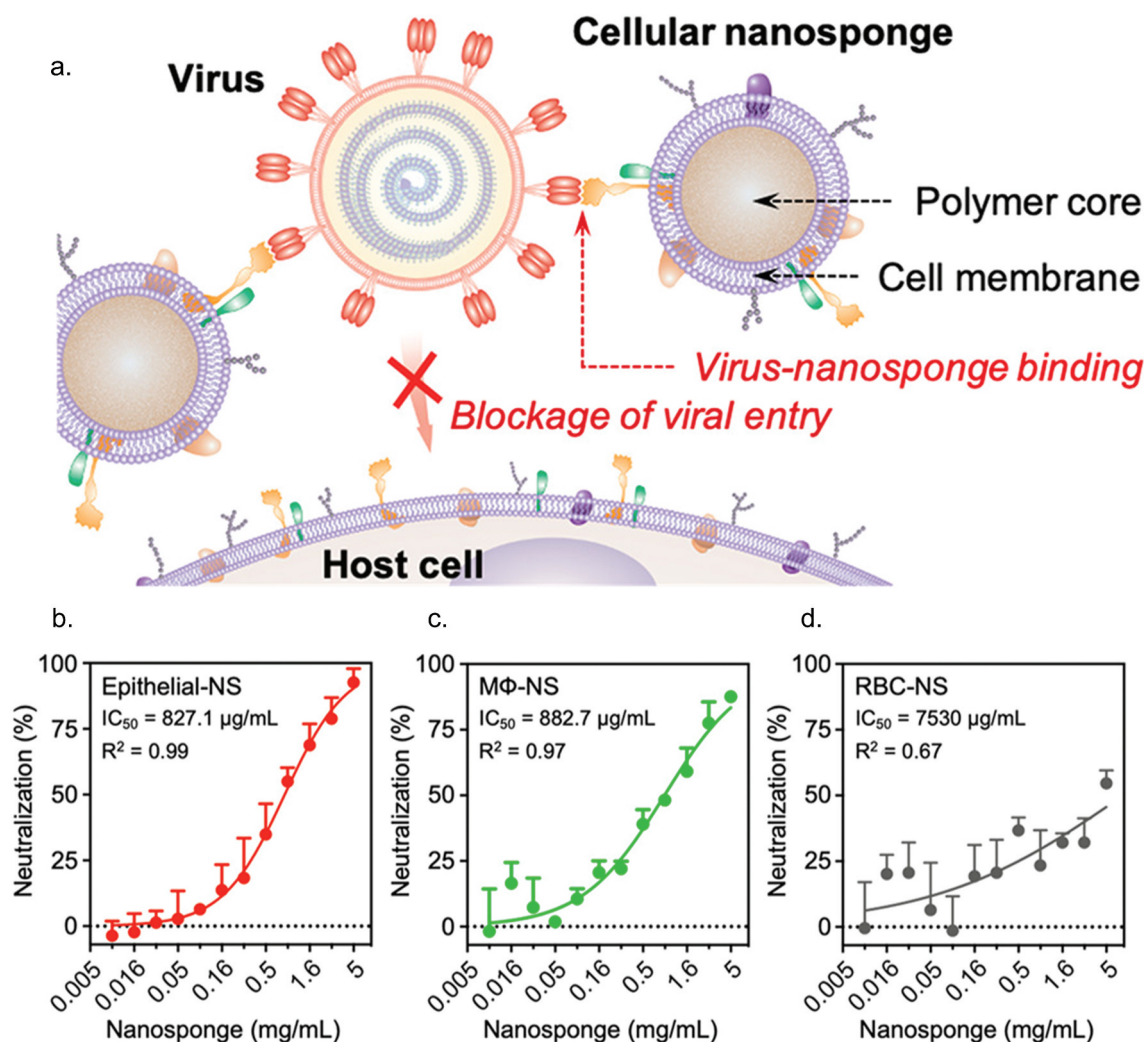 a.
Virus
Cellular nanosponge
Polymer core
Cell membrane
Virus-nanosponge binding
Blockage of viral entry
Host cell
b.
Neutralization (%)
100
75
50
25
0
Epithelial-NS
IC50 = 827.1 µg/mL
R² = 0.99
0.005
0.016
0.05
0.16
0.5
1.6
5
Nanosponge (mg/mL)
c.
Neutralization (%)
100
75
50
25
0
MΦ-NS
IC50 = 882.7 µg/mL
R² = 0.97
0.005
0.016
0.05
0.16
0.5
1.6
5
Nanosponge (mg/mL)
d.
Neutralization (%)
100
75
50
25
0
RBC-NS
IC50 = 7530 µg/mL
R² = 0.67
0.005
0.016
0.05
0.16
0.5
1.6
5
Nanosponge (mg/mL)